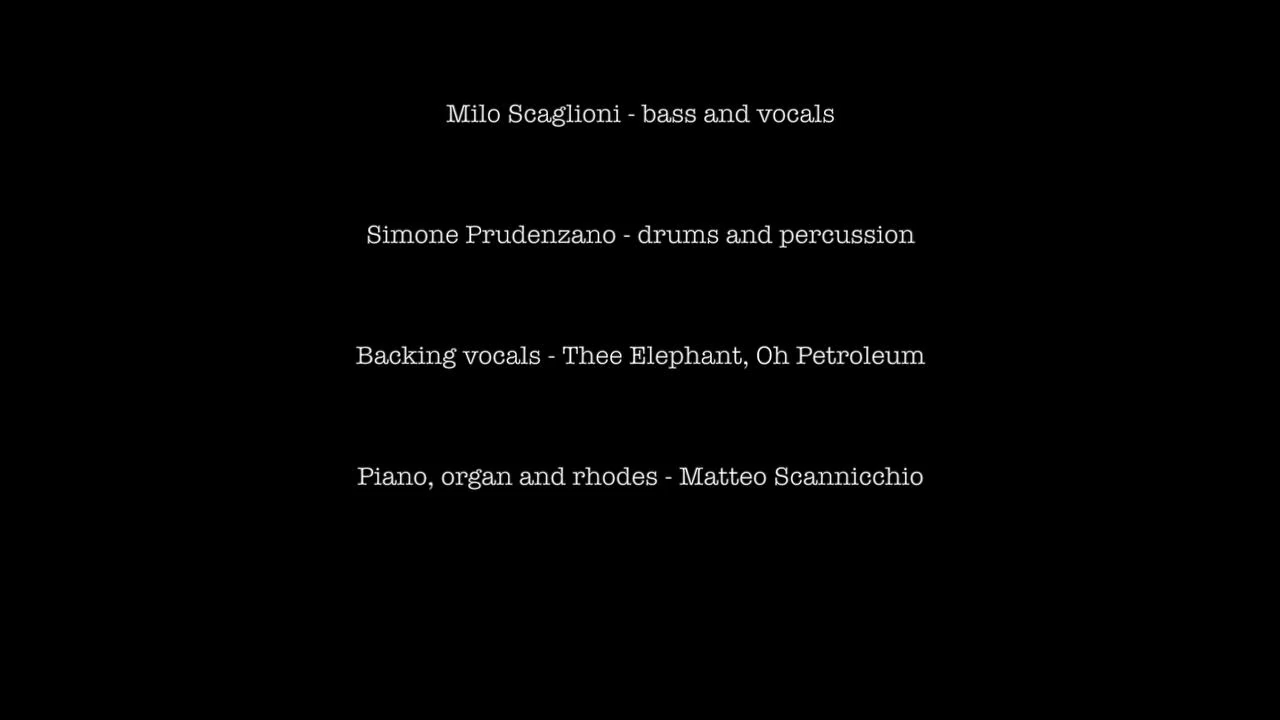 Milo Scaglioni - bass and vocals
Simone Prudenzano - drums and percussion
Backing vocals - Thee Elephant, Oh Petroleum
Piano, organ and rhodes - Matteo Scannicchio